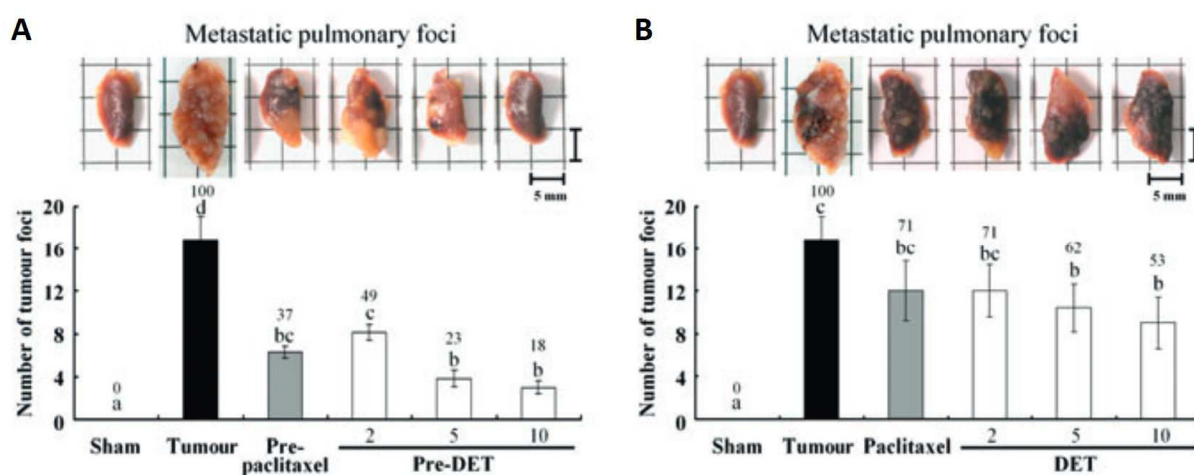 A
Metastatic pulmonary foci
5 mm
Number of tumour foci
20
16
12
8
4
0
0
a
100
d
37
bc
49
c
23
b
18
b
Sham
Tumour
Pre-
paclitaxel
2
5
10
Pre-DET
B
Metastatic pulmonary foci
5 mm
Number of tumour foci
20
16
12
8
4
0
0
a
100
c
71
bc
71
bc
62
b
53
b
Sham
Tumour
Paclitaxel
2
5
10
DET